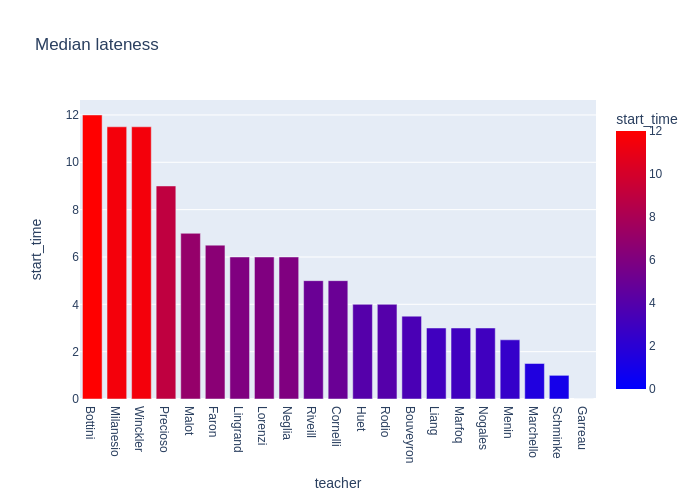 Median lateness
start_time
12
10
8
6
4
2
0
Bottini
Milanesio
Winckler
Precioso
Malot
Faron
Lingrand
Lorenzi
Neglia
Riveill
Cornelli
Huet
Rodio
Bouveyron
Liang
Marfoq
Nogales
Menin
Marchello
Schminke
Garreau
teacher
start_time
12
10
8
6
4
2
0